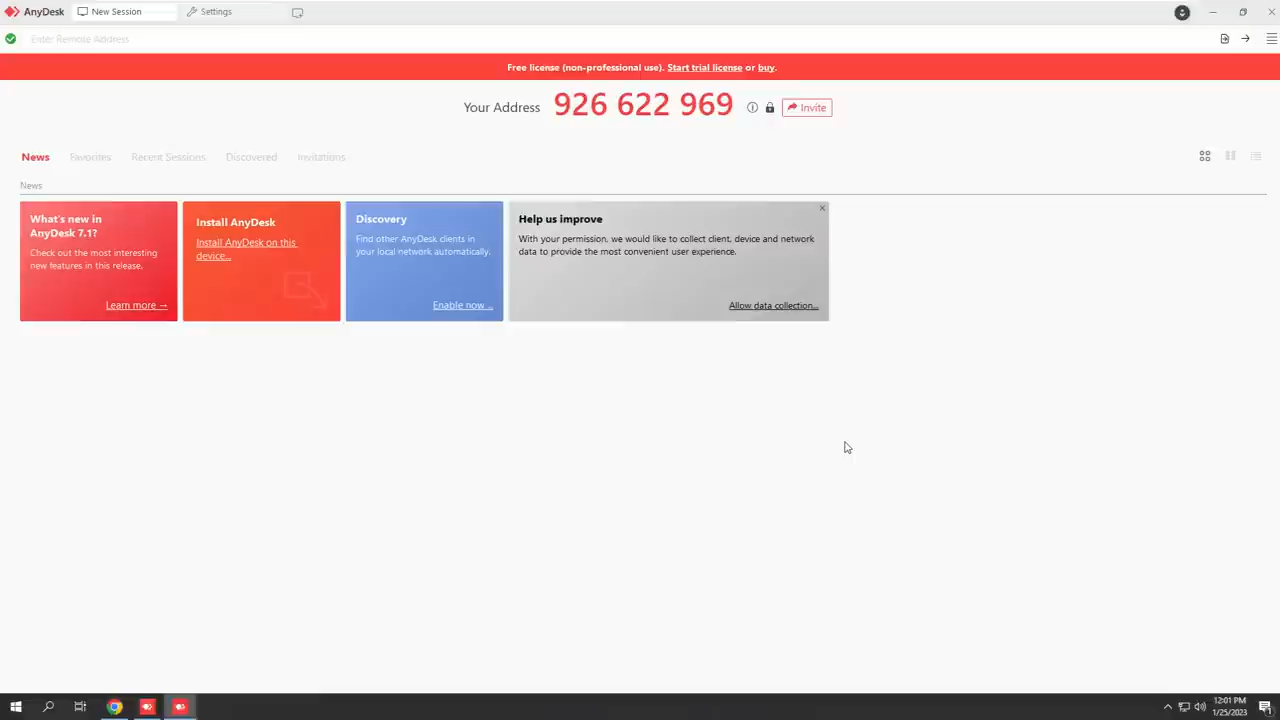 AnyDesk New Session Settings
Enter Remote Address
Free license (non-professional use). Start trial license or buy.
Your Address 926 622 969 Invite
News Favorites Recent Sessions Discovered Invitations
News
What's new in
AnyDesk 7.1?
Check out the most interesting
new features in this release.
Learn more →
Install AnyDesk
Install AnyDesk on this
device...
Discovery
Find other AnyDesk clients in
your local network automatically.
Enable now ...
Help us improve
With your permission, we would like to collect client, device and network
data to provide the most convenient user experience.
Allow data collection...
12:01 PM
1/25/2023